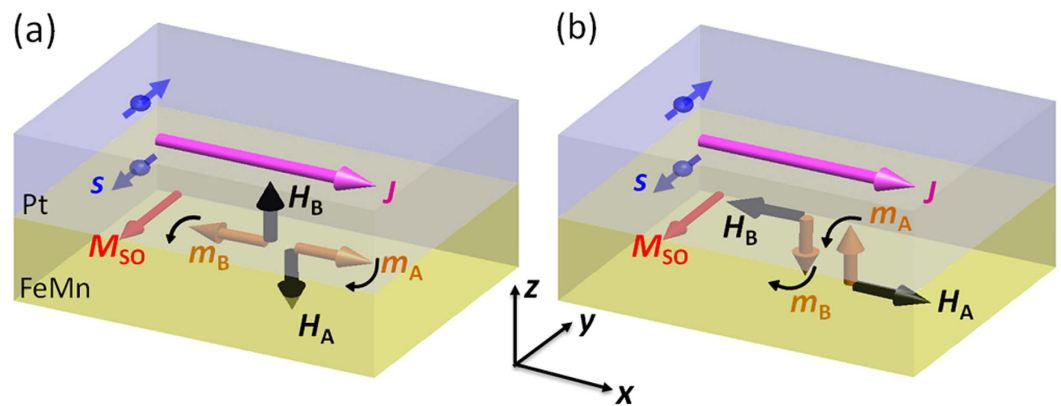 (a)
s
J
Pt
H_B
M_SO
m_B
m_A
FeMn
H_A
z
y
x
(b)
s
J
m_A
H_B
M_SO
m_B
H_A